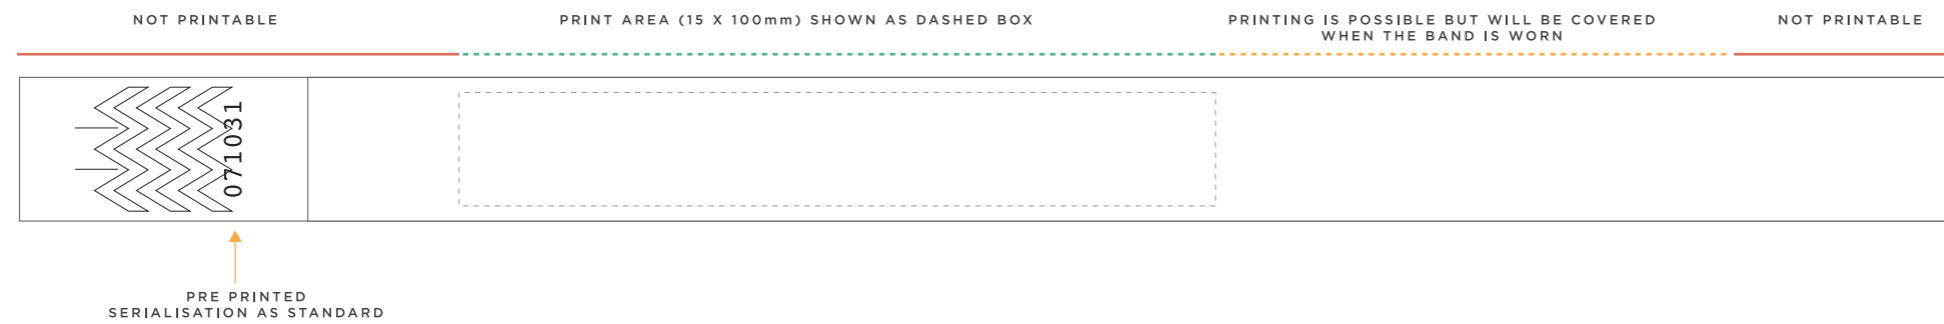 NOT PRINTABLE
PRINT AREA (15 X 100mm) SHOWN AS DASHED BOX
PRINTING IS POSSIBLE BUT WILL BE COVERED
WHEN THE BAND IS WORN
NOT PRINTABLE
071031
PRE PRINTED
SERIALISATION AS STANDARD